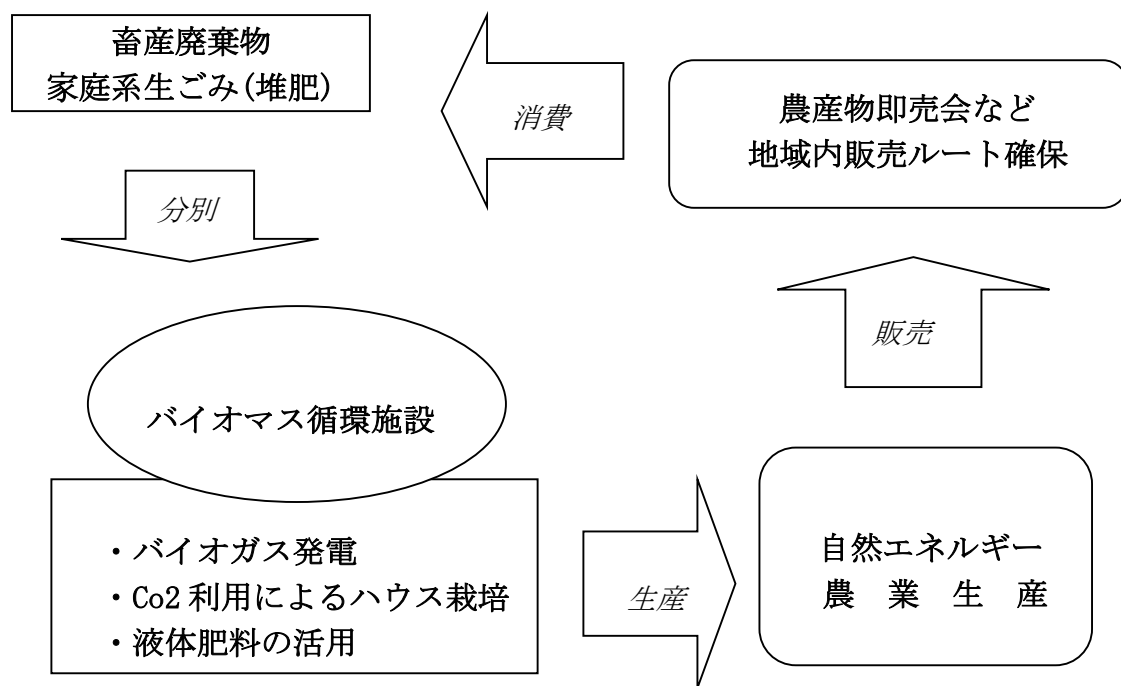 畜産廃棄物
家庭系生ごみ(堆肥)
消費
農産物即売会など
地域内販売ルート確保
分別
販売
バイオマス循環施設
・バイオガス発電
・Co2 利用によるハウス栽培
・液体肥料の活用
生産
自然エネルギー
農 業 生 産